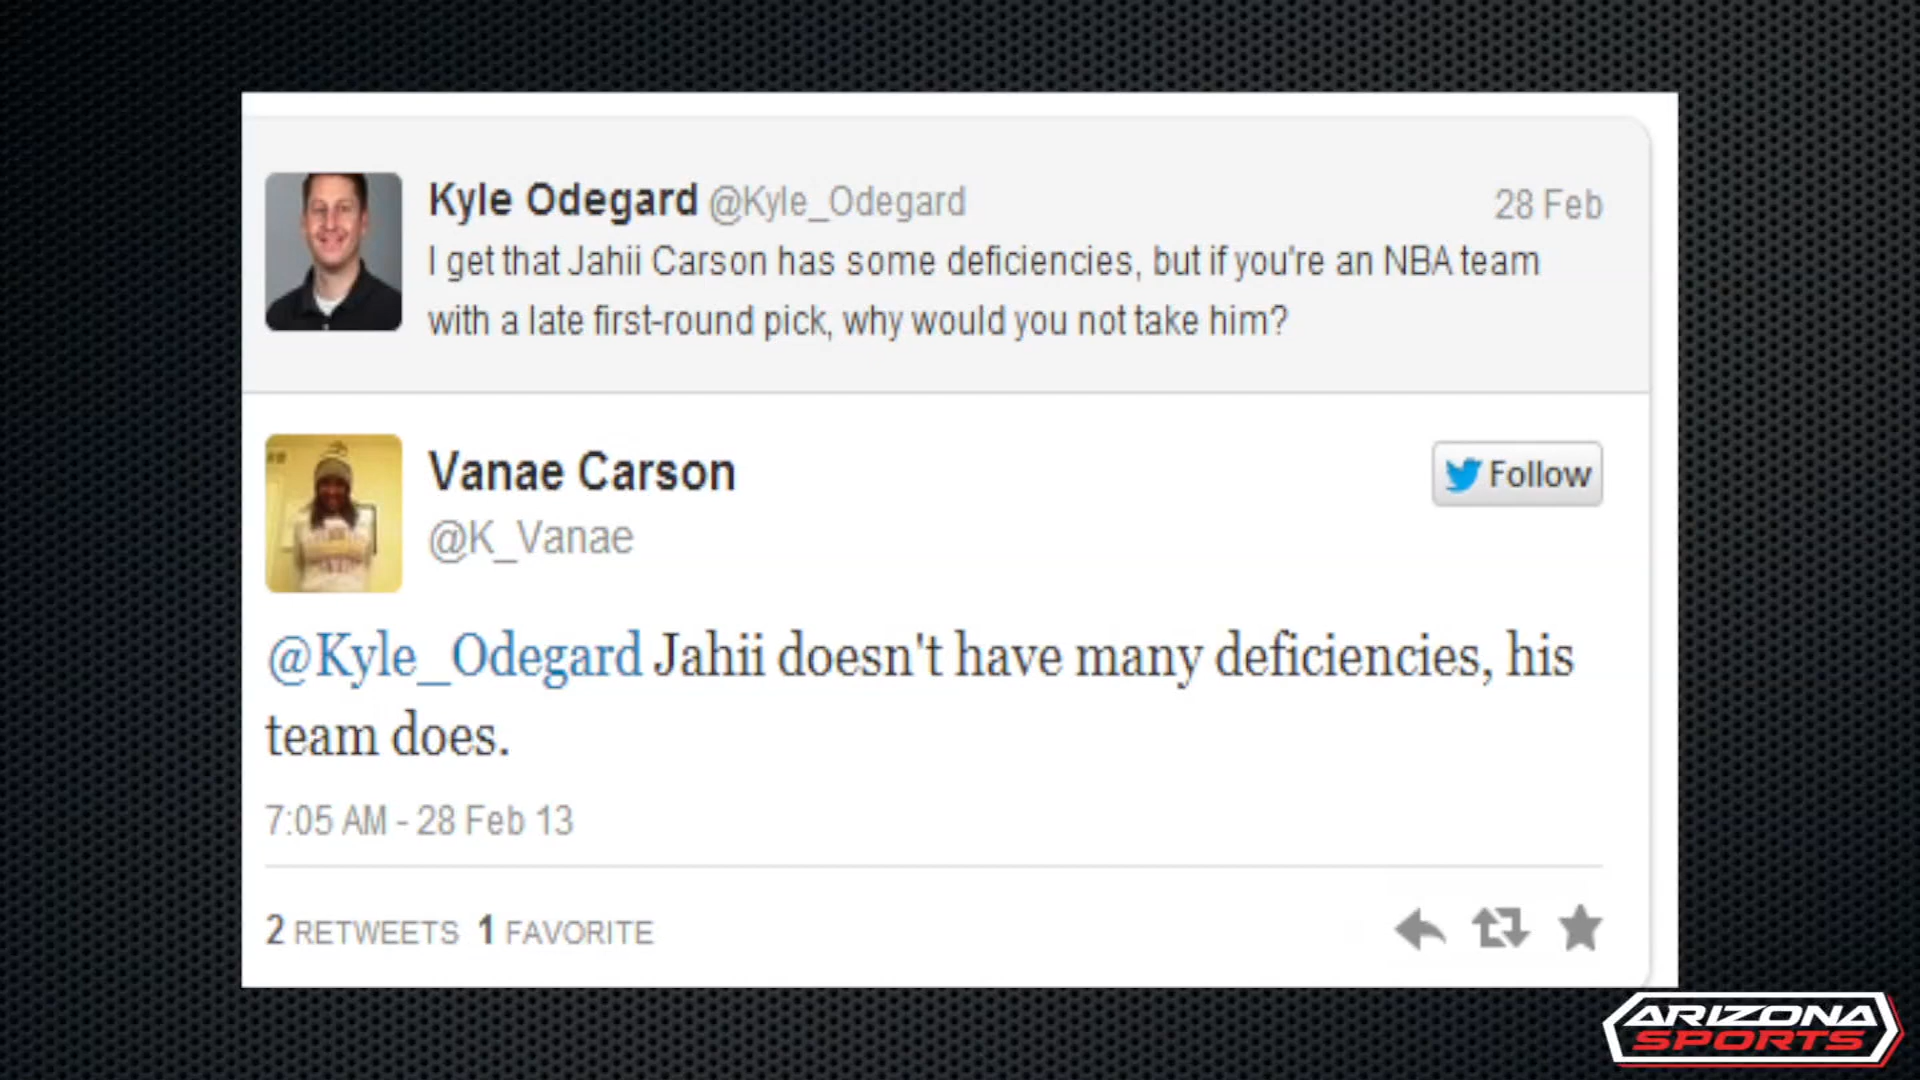 Kyle Odegard @Kyle_Odegard 28 Feb
I get that Jahii Carson has some deficiencies, but if you're an NBA team
with a late first-round pick, why would you not take him?
Vanae Carson
Follow
@K_Vanae
@Kyle_Odegard Jahii doesn't have many deficiencies, his
team does.
7:05 AM - 28 Feb 13
2 RETWEETS 1 FAVORITE
ARIZONA
SPORTS